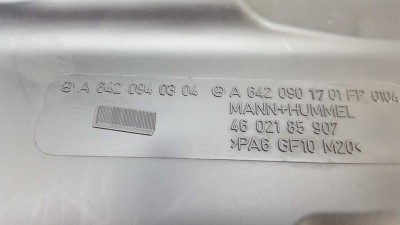 A 642 094 03 04 A 642 090 17 01 FP 0104
MANN+HUMMEL
46 021 85 907
>PA6 GF10 M20<